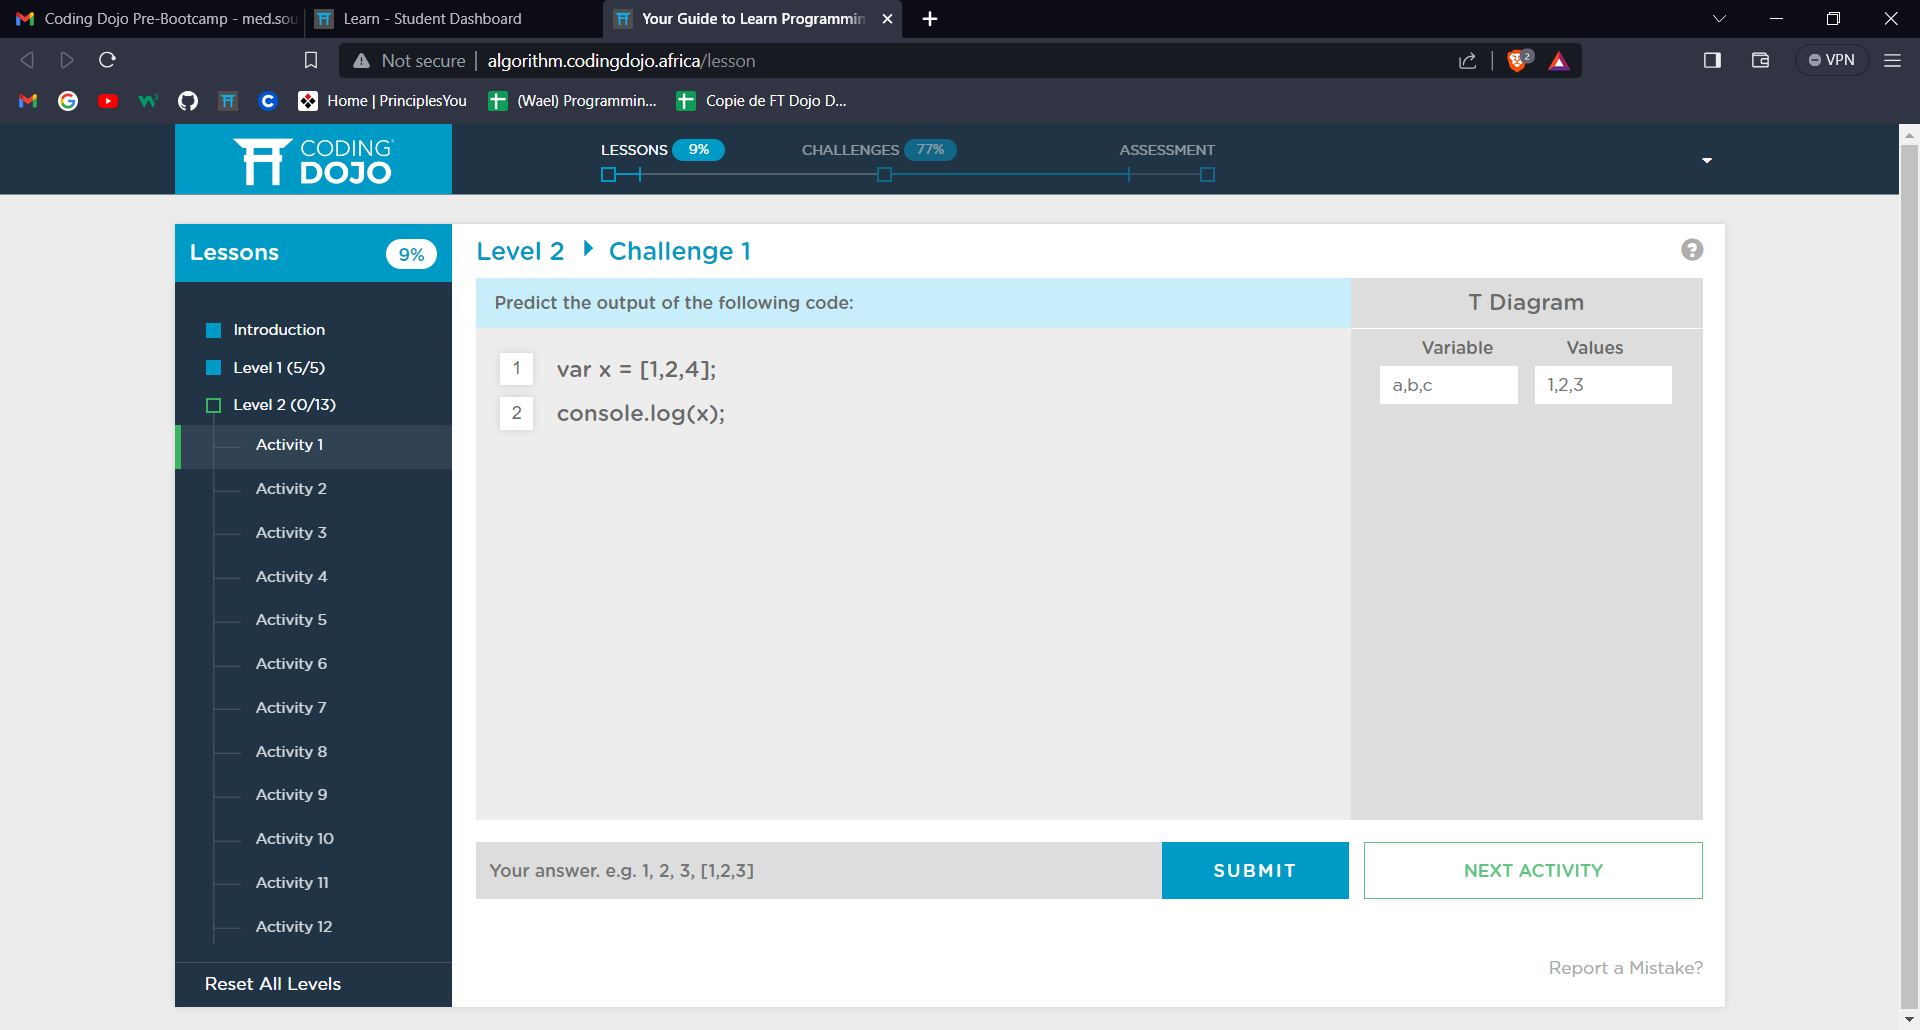 Coding Dojo Pre-Bootcamp - med.sou
Learn - Student Dashboard
Your Guide to Learn Programmin
Not secure
algorithm.codingdojo.africa/lesson
2
VPN
Home | PrinciplesYou
(Wael) Programmin...
Copie de FT Dojo D...
CODING
DOJO
LESSONS 9%
CHALLENGES 77%
ASSESSMENT
Lessons 9%
Introduction
Level 1 (5/5)
Level 2 (0/13)
Activity 1
Activity 2
Activity 3
Activity 4
Activity 5
Activity 6
Activity 7
Activity 8
Activity 9
Activity 10
Activity 11
Activity 12
Reset All Levels
Level 2 Challenge 1
?
Predict the output of the following code:
1 var x = [1,2,4];
2 console.log(x);
T Diagram
Variable Values
a,b,c 1,2,3
Your answer. e.g. 1, 2, 3, [1,2,3]
SUBMIT
NEXT ACTIVITY
Report a Mistake?